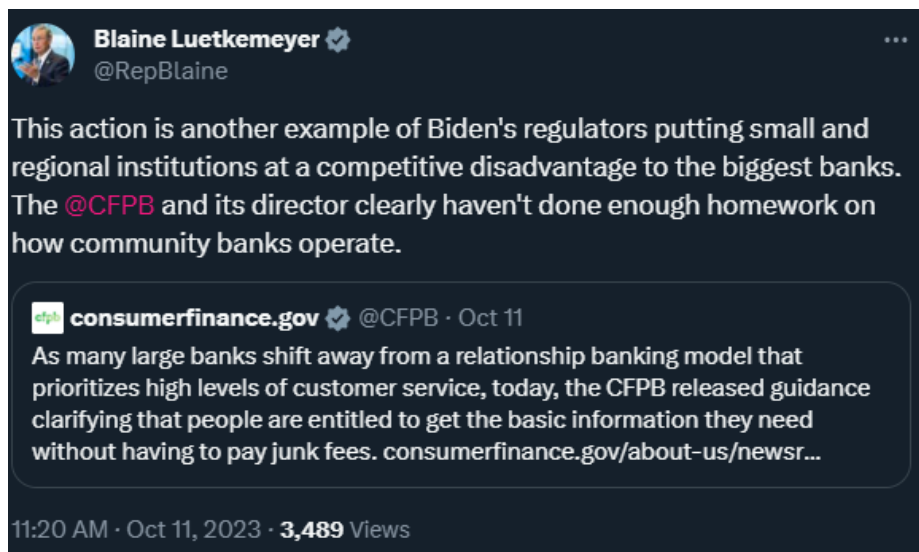 Blaine Luetkemeyer
@RepBlaine
This action is another example of Biden's regulators putting small and
regional institutions at a competitive disadvantage to the biggest banks.
The @CFPB and its director clearly haven't done enough homework on
how community banks operate.
cfpb consumerfinance.gov @CFPB · Oct 11
As many large banks shift away from a relationship banking model that
prioritizes high levels of customer service, today, the CFPB released guidance
clarifying that people are entitled to get the basic information they need
without having to pay junk fees. consumerfinance.gov/about-us/newsr...
11:20 AM · Oct 11, 2023 · 3,489 Views